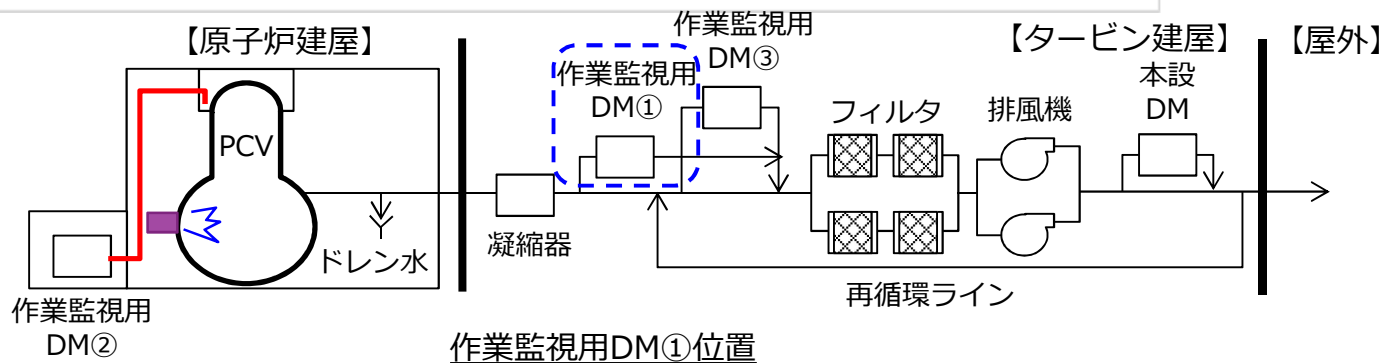 【原子炉建屋】
作業監視用
DM③
【タービン建屋】
【屋外】
作業監視用
DM①
本設
DM
フィルタ
排風機
PCV
凝縮器
ドレン水
再循環ライン
作業監視用
DM②
作業監視用DM①位置